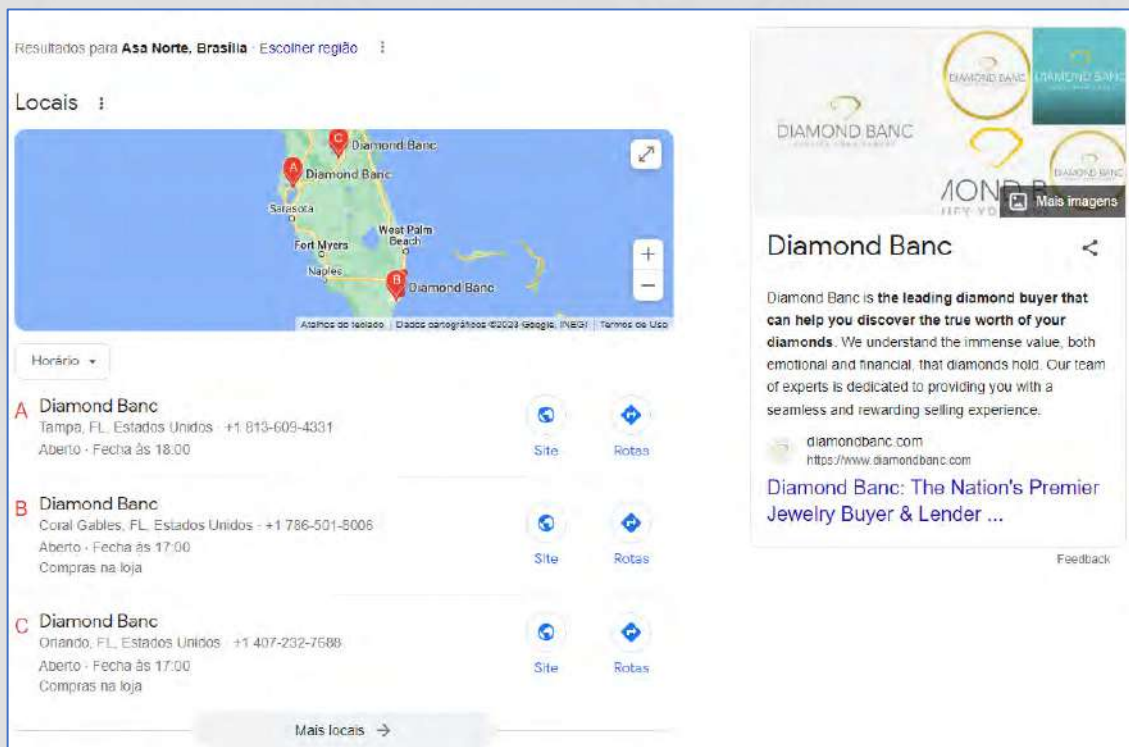 Resultados para Asa Norte, Brasília · Escolher região
Locais
Diamond Banc
Diamond Banc
Sarasota
Fort Myers
West Palm
Beach
Naples
Diamond Banc
Atalhos do teclado
Dados cartográficos ©2023 Google, INEGI
Termos de Uso
Horário
A
Diamond Banc
Tampa, FL, Estados Unidos · +1 813-609-4331
Aberto · Fecha às 18:00
Site
Rotas
B
Diamond Banc
Coral Gables, FL, Estados Unidos · +1 786-501-8006
Aberto · Fecha às 17:00
Compras na loja
Site
Rotas
C
Diamond Banc
Orlando, FL, Estados Unidos · +1 407-232-7688
Aberto · Fecha às 17:00
Compras na loja
Site
Rotas
Mais locais
DIAMOND BANC
DIAMOND BANC
DIAMOND BANC
DIAMOND BANC
Mais imagens
Diamond Banc
Diamond Banc is the leading diamond buyer that
can help you discover the true worth of your
diamonds. We understand the immense value, both
emotional and financial, that diamonds hold. Our team
of experts is dedicated to providing you with a
seamless and rewarding selling experience.
diamondbanc.com
https://www.diamondbanc.com
Diamond Banc: The Nation's Premier
Jewelry Buyer & Lender ...
Feedback